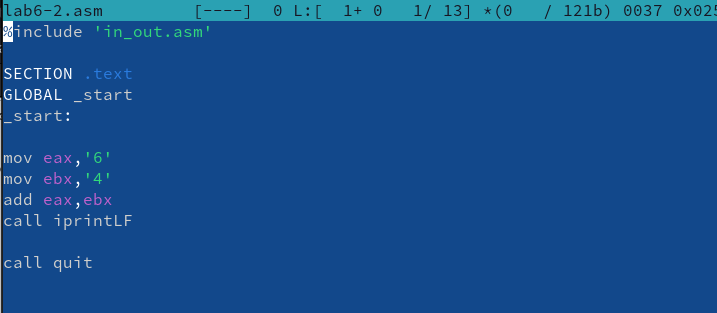 lab6-2.asm         [----]  0 L:[  1+ 0   1/ 13] *(0   / 121b) 0037 0x025
%include 'in_out.asm'

SECTION .text
GLOBAL _start
_start:

mov eax,'6'
mov ebx,'4'
add eax,ebx
call iprintLF

call quit